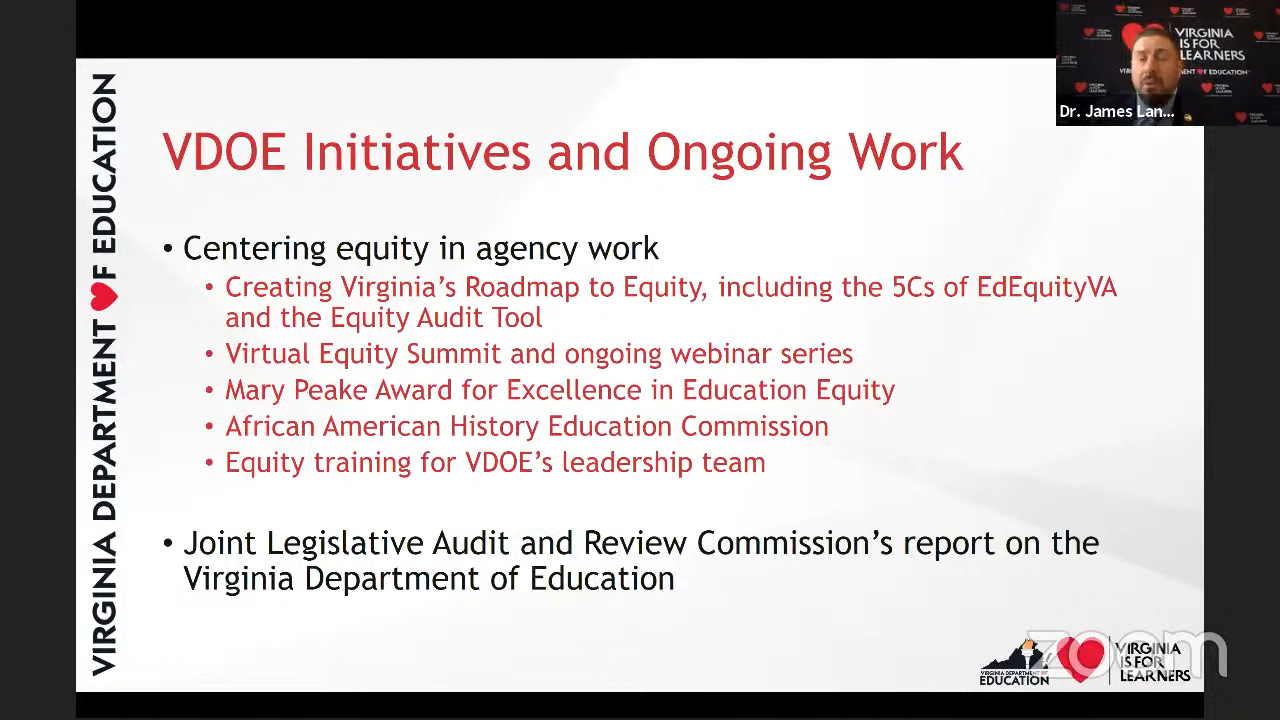 VIRGINIA DEPARTMENT OF EDUCATION
VDOE Initiatives and Ongoing Work
• Centering equity in agency work
• Creating Virginia's Roadmap to Equity, including the 5Cs of EdEquityVA
and the Equity Audit Tool
• Virtual Equity Summit and ongoing webinar series
• Mary Peake Award for Excellence in Education Equity
• African American History Education Commission
• Equity training for VDOE's leadership team
• Joint Legislative Audit and Review Commission's report on the
Virginia Department of Education
VIRGINIA
IS FOR
LEARNERS
Dr. James Lan...
VIRGINIA DEPARTMENT OF
EDUCATION
VIRGINIA
IS FOR
LEARNERS
zoom